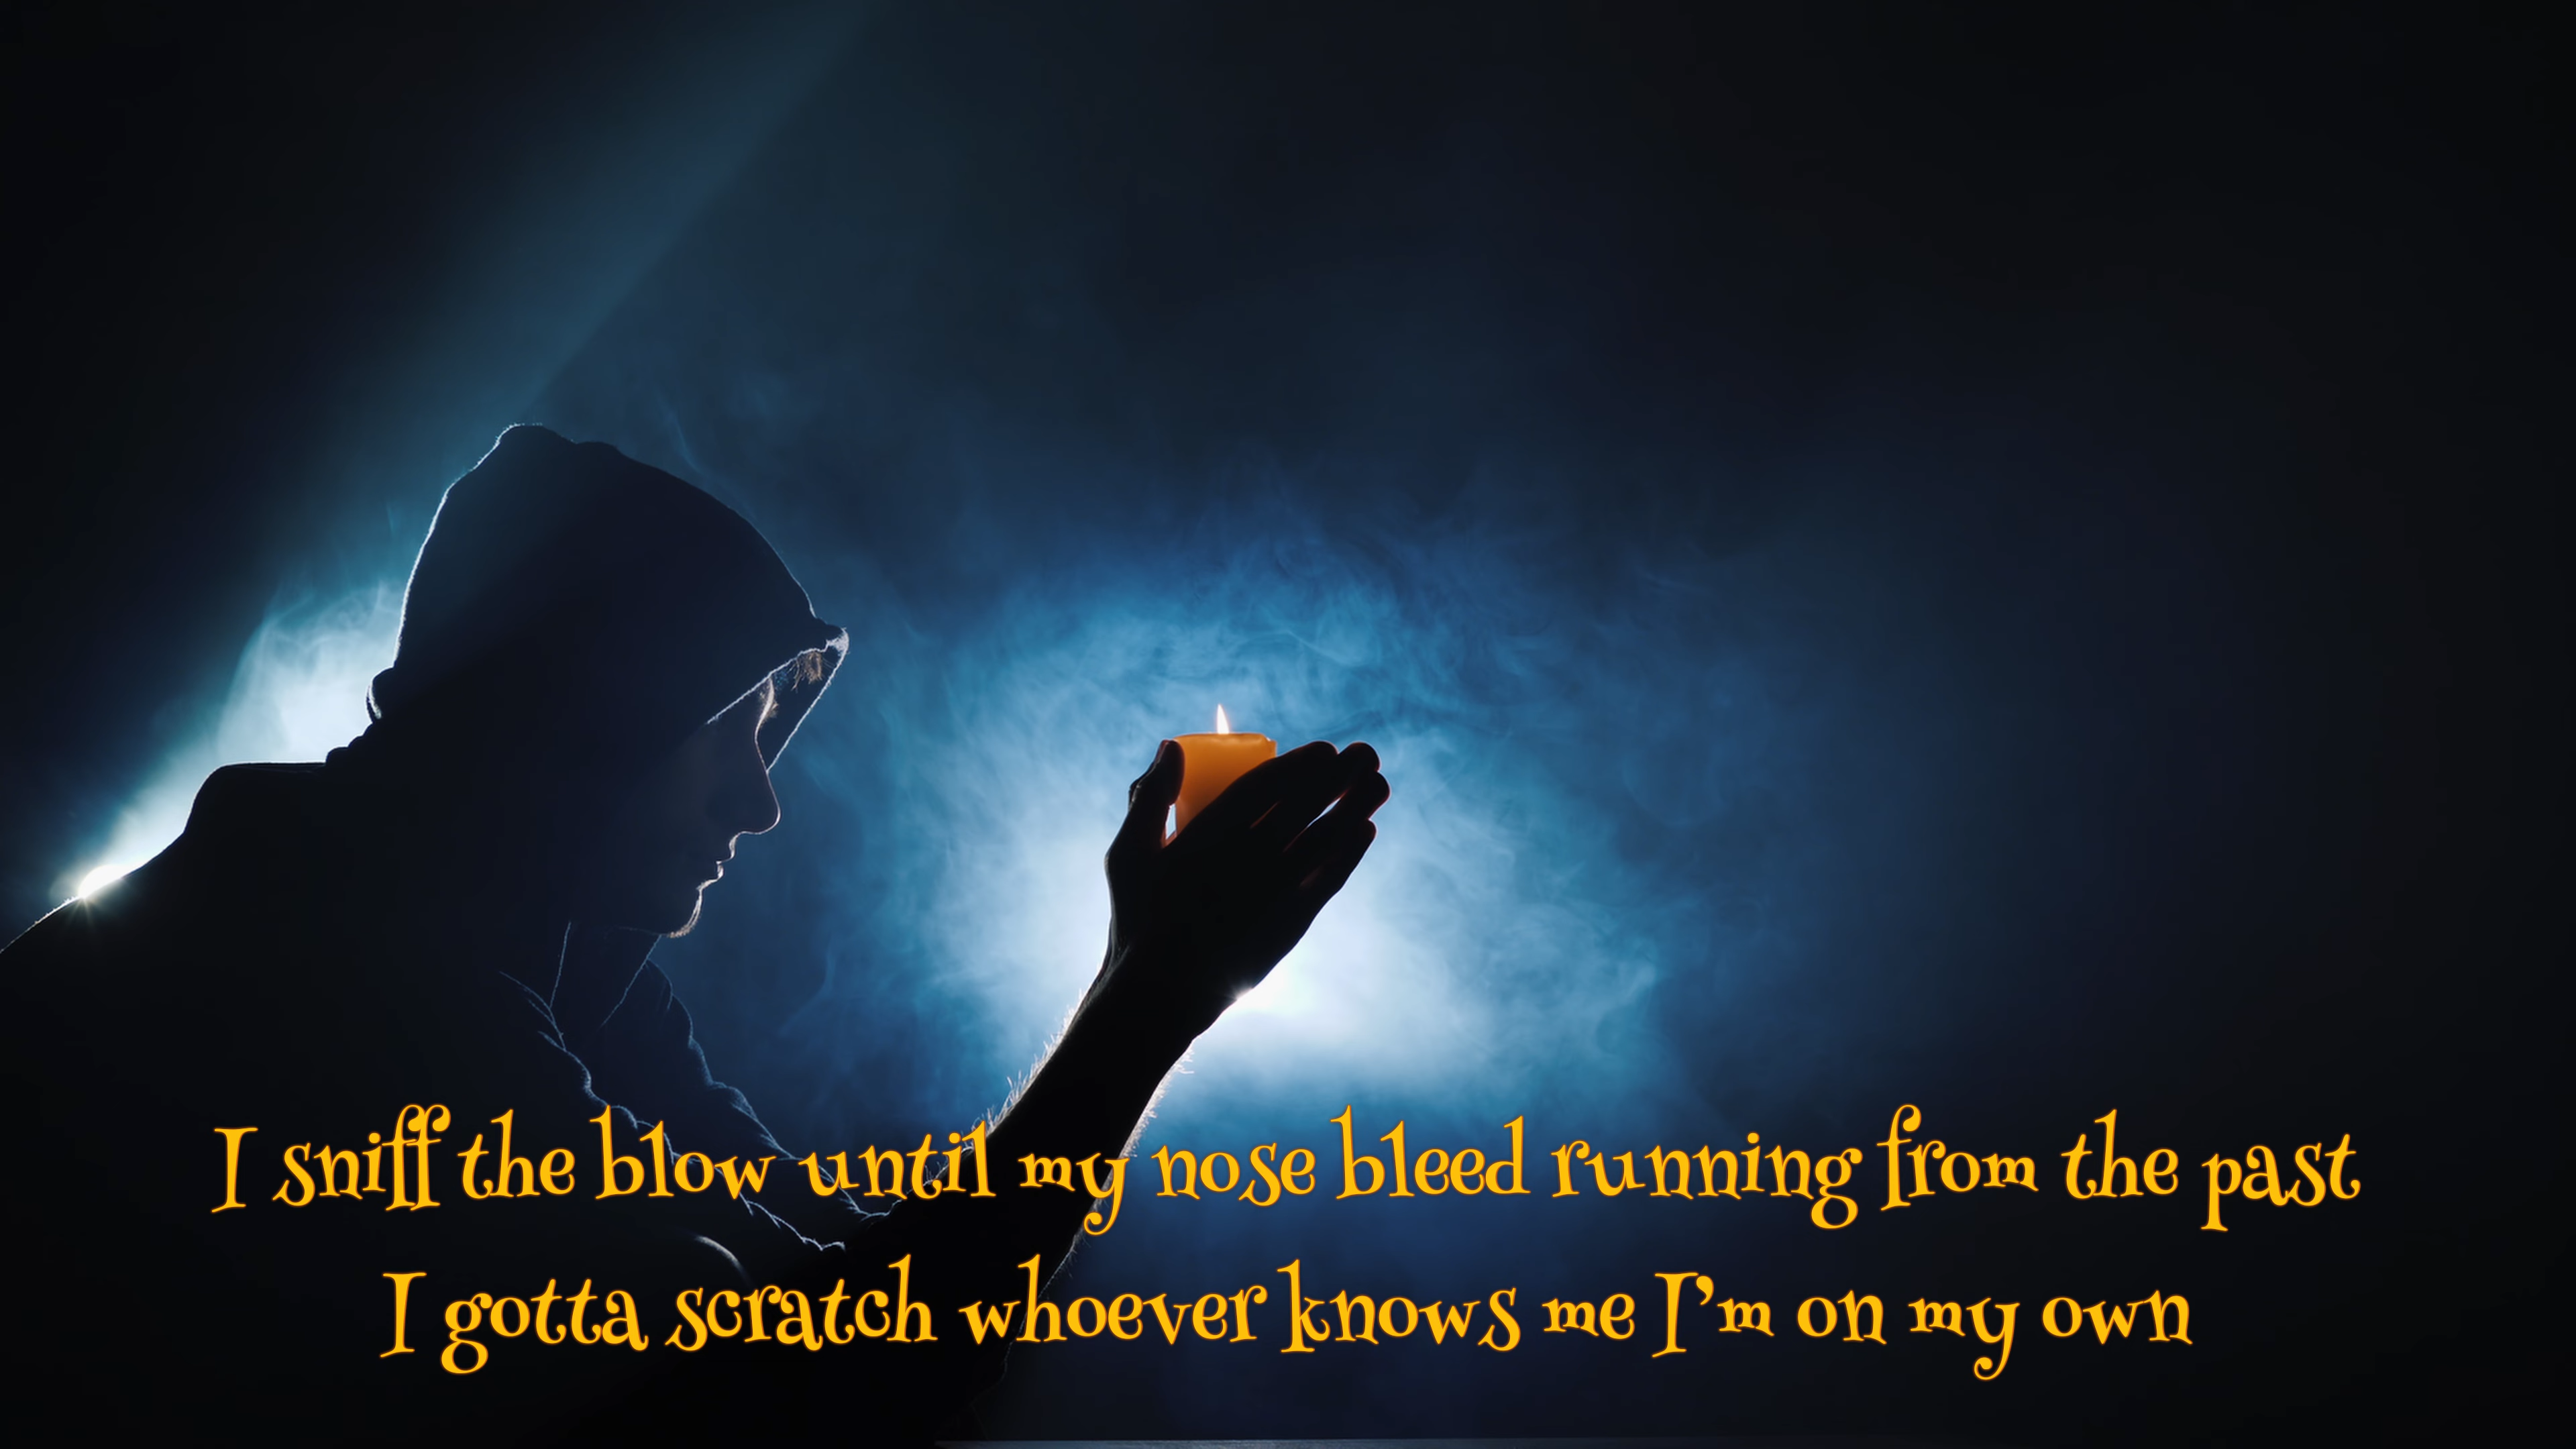 I sniff the blow until my nose bleed running from the past
I gotta scratch whoever knows me I'm on my own